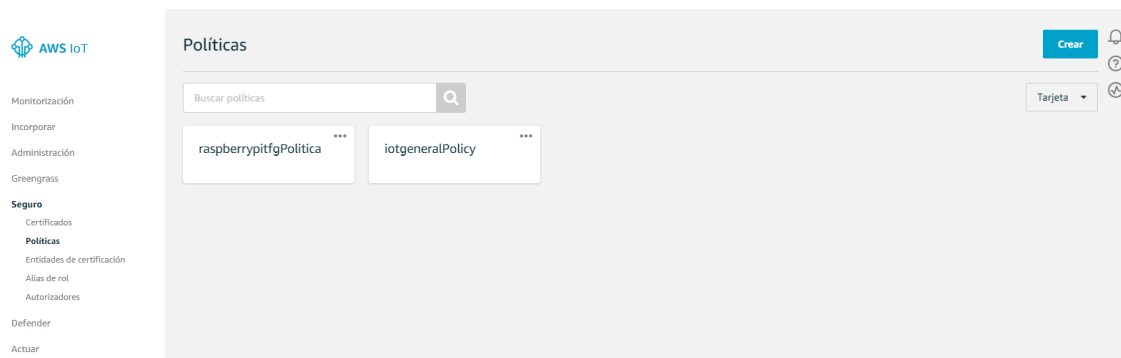 AWS IoT
Monitorización
Incorporar
Administración
Greengrass
Seguro
Certificados
Políticas
Entidades de certificación
Alias de rol
Autorizadores
Defender
Actuar
Políticas
Crear
Buscar políticas
Tarjeta
raspberrypitfgPolitica
iotgeneralPolicy